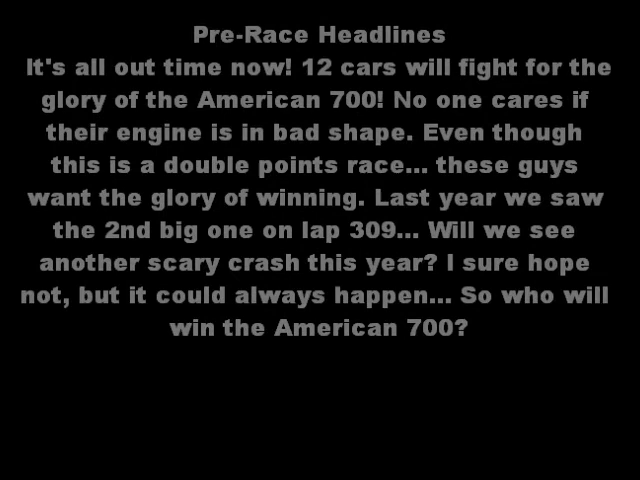 Pre-Race Headlines
It's all out time now! 12 cars will fight for the
glory of the American 700! No one cares if
their engine is in bad shape. Even though
this is a double points race... these guys
want the glory of winning. Last year we saw
the 2nd big one on lap 309... Will we see
another scary crash this year? I sure hope
not, but it could always happen... So who will
win the American 700?